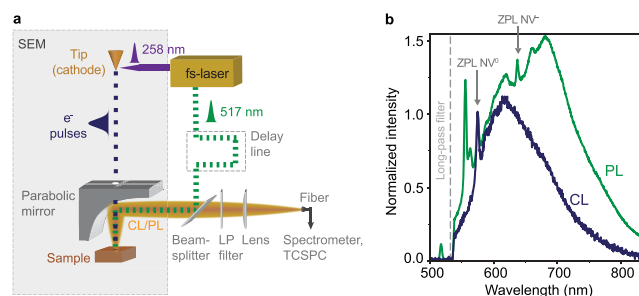 a
SEM
Tip
(cathode)
258 nm
fs-laser
e⁻
pulses
517 nm
Delay
line
Parabolic
mirror
CL/PL
Fiber
Sample
Beam-
splitter
LP
filter
Lens
Spectrometer,
TCSPC
b
ZPL NV⁻
ZPL NV⁰
Long-pass filter
PL
CL
Normalized intensity
1.5
1.0
0.5
0.0
500 600 700 800
Wavelength (nm)